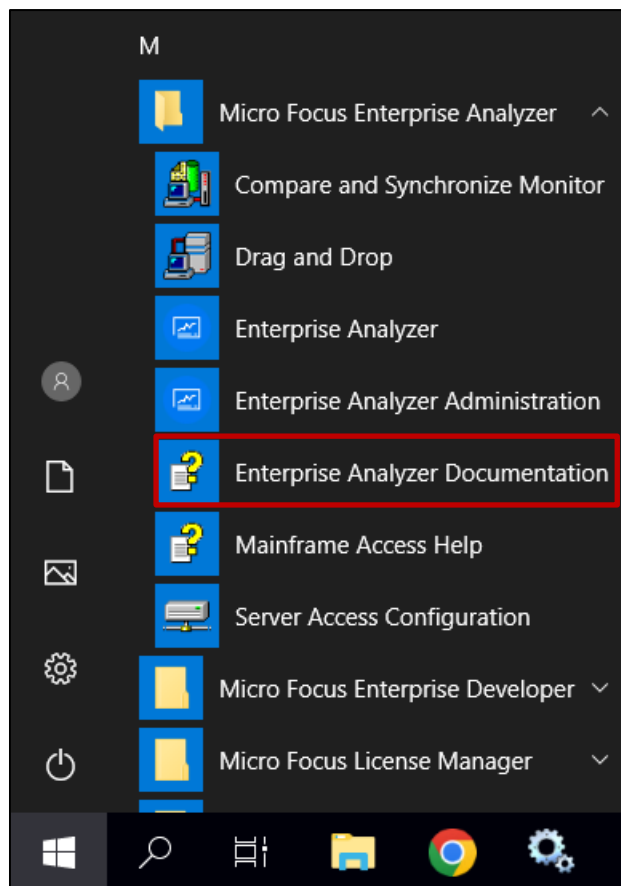 M
Micro Focus Enterprise Analyzer
Compare and Synchronize Monitor
Drag and Drop
Enterprise Analyzer
Enterprise Analyzer Administration
Enterprise Analyzer Documentation
Mainframe Access Help
Server Access Configuration
Micro Focus Enterprise Developer
Micro Focus License Manager